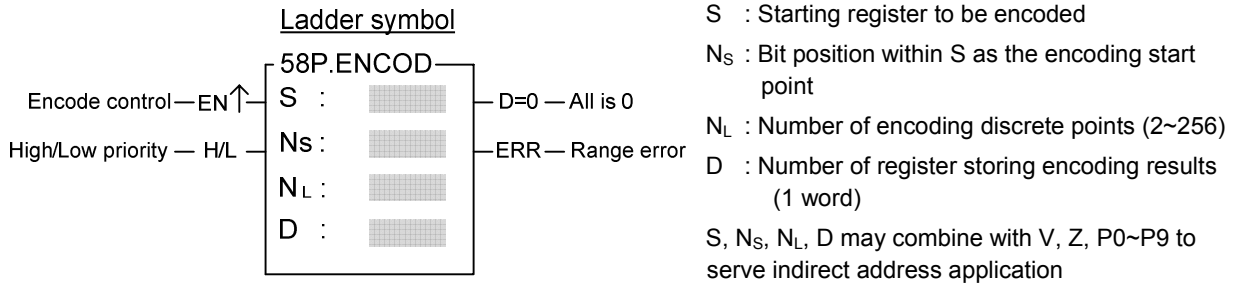 Ladder symbol
58P.ENCOD
Encode control EN↑ S : D=0 All is 0
High/Low priority H/L Ns : ERR Range error
NL :
D :
S : Starting register to be encoded
NS : Bit position within S as the encoding start
point
NL : Number of encoding discrete points (2~256)
D : Number of register storing encoding results
(1 word)
S, NS, NL, D may combine with V, Z, P0~P9 to
serve indirect address application